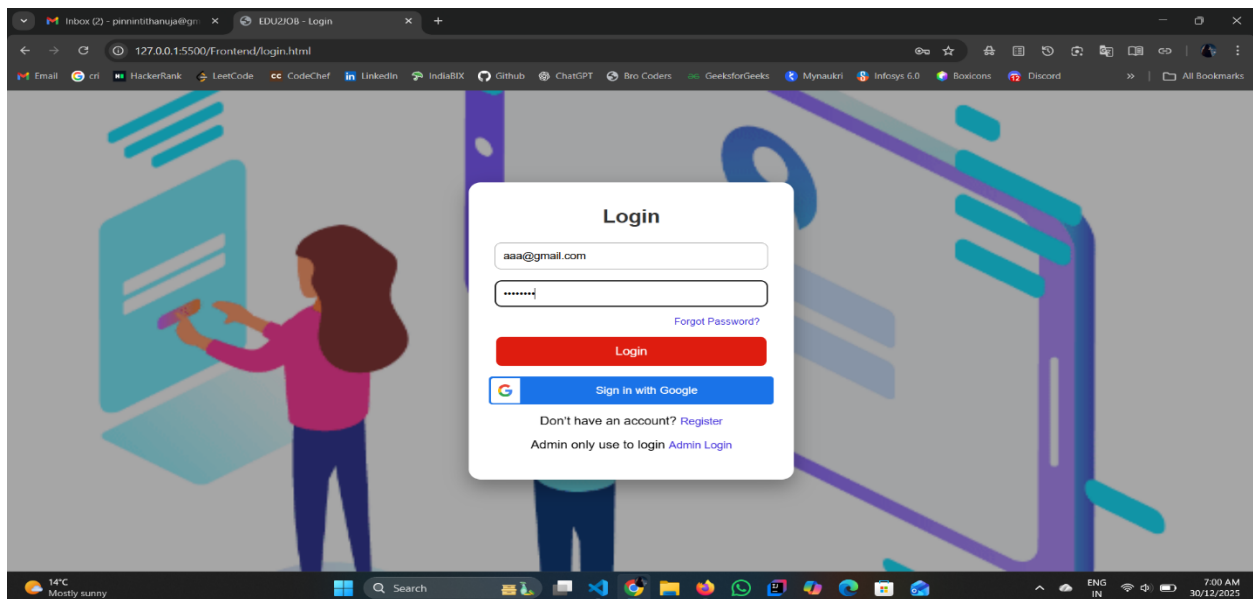 Inbox (2) - pinnintithanuja@gm
EDU2JOB - Login
127.0.0.1:5500/Frontend/login.html
Email cri HackerRank LeetCode CodeChef LinkedIn IndiaBIX Github ChatGPT Bro Coders GeeksforGeeks Mynaukri Infosys 6.0 Boxicons Discord » All Bookmarks
Login
aaa@gmail.com
Forgot Password?
Login
G Sign in with Google
Don't have an account? Register
Admin only use to login Admin Login
14°C
Mostly sunny
Search
ENG
IN
7:00 AM
30/12/2025